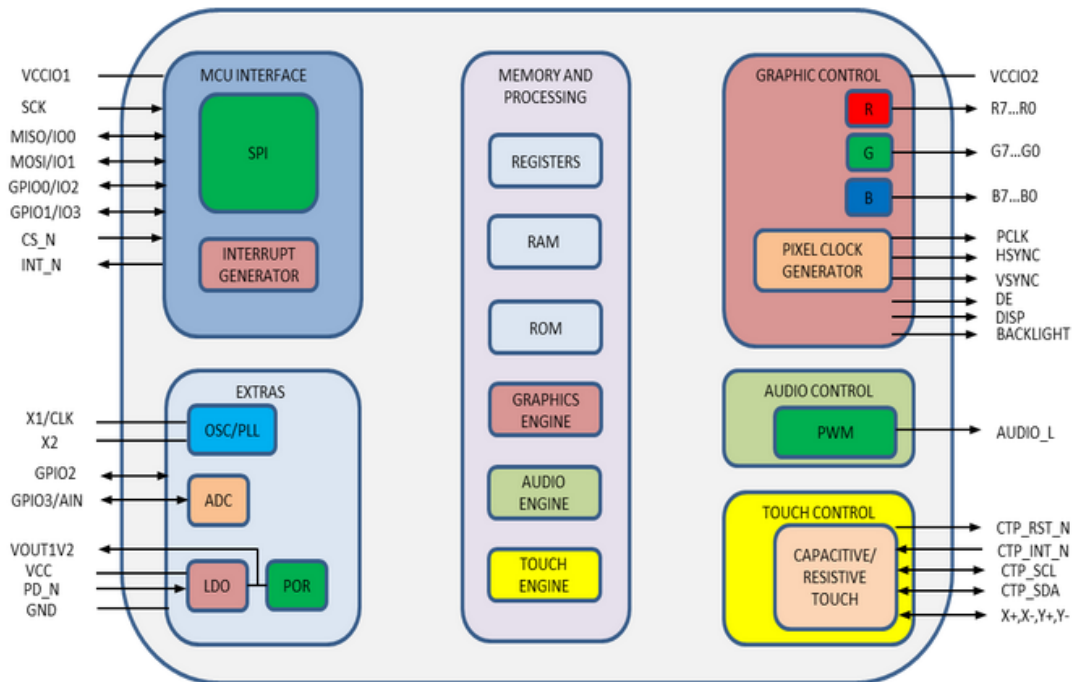 VCCIO1
SCK
MISO/IO0
MOSI/IO1
GPIO0/IO2
GPIO1/IO3
CS_N
INT_N
MCU INTERFACE
SPI
INTERRUPT
GENERATOR
X1/CLK
X2
GPIO2
GPIO3/AIN
VOUT1V2
VCC
PD_N
GND
EXTRAS
OSC/PLL
ADC
LDO
POR
MEMORY AND
PROCESSING
REGISTERS
RAM
ROM
GRAPHICS
ENGINE
AUDIO
ENGINE
TOUCH
ENGINE
GRAPHIC CONTROL
R
G
B
PIXEL CLOCK
GENERATOR
VCCIO2
R7...R0
G7...G0
B7...B0
PCLK
HSYNC
VSYNC
DE
DISP
BACKLIGHT
AUDIO CONTROL
PWM
AUDIO_L
TOUCH CONTROL
CAPACITIVE/
RESISTIVE
TOUCH
CTP_RST_N
CTP_INT_N
CTP_SCL
CTP_SDA
X+,X-,Y+,Y-